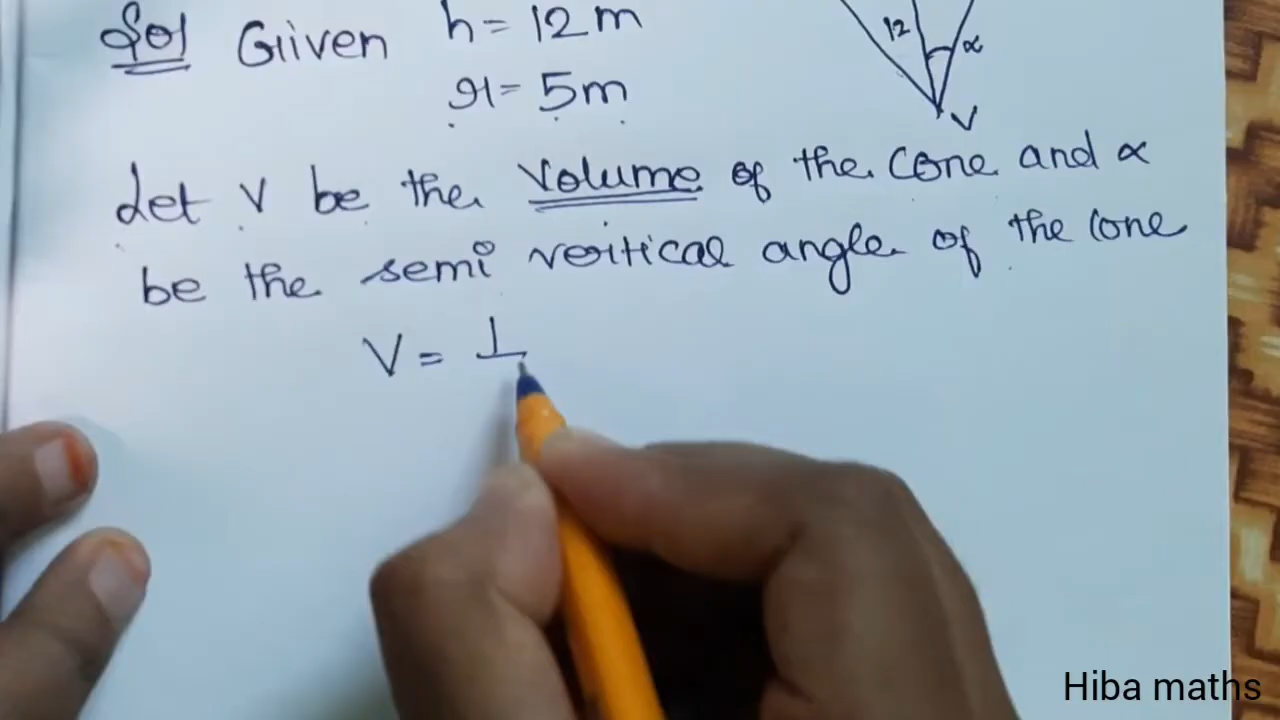 Sol Given h = 12 m
r = 5m
12 α
V
Let V be the Volume of the cone and α
be the semi vertical angle of the cone
V = 1
Hiba maths